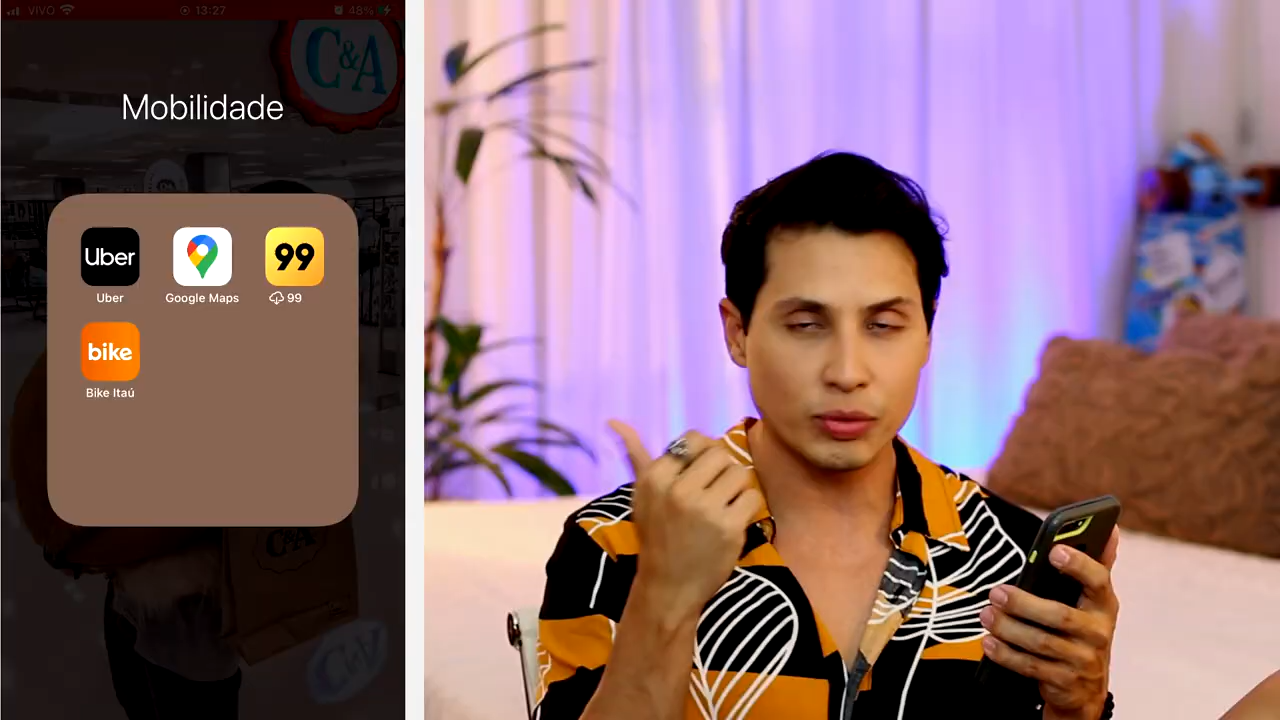 VIVO 13:27 48%
C&A
Mobilidade
Uber
99
Uber
Google Maps
99
bike
Bike Itaú
C&A
C&A